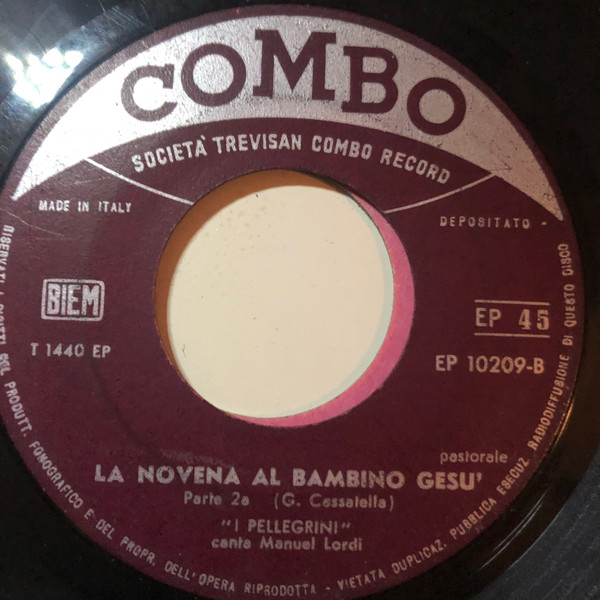 COMBO
SOCIETÀ TREVISAN COMBO RECORD
MADE IN ITALY
DEPOSITATO -
BIEM
EP 45
T 1440 EP
EP 10209-B
pastorale
LA NOVENA AL BAMBINO GESU'
Parte 2a (G. Cassatella)
"I PELLEGRINI"
canta Manuel Lordi
RISERVATI I DIRITTI DEL PRODUTT. FONOGRAFICO E DEL PROPR. DELL'OPERA RIPRODOTTA - VIETATA DUPLICAZ. PUBBLICA ESECUZ. RADIODIFFUSIONE DI QUESTO DISCO